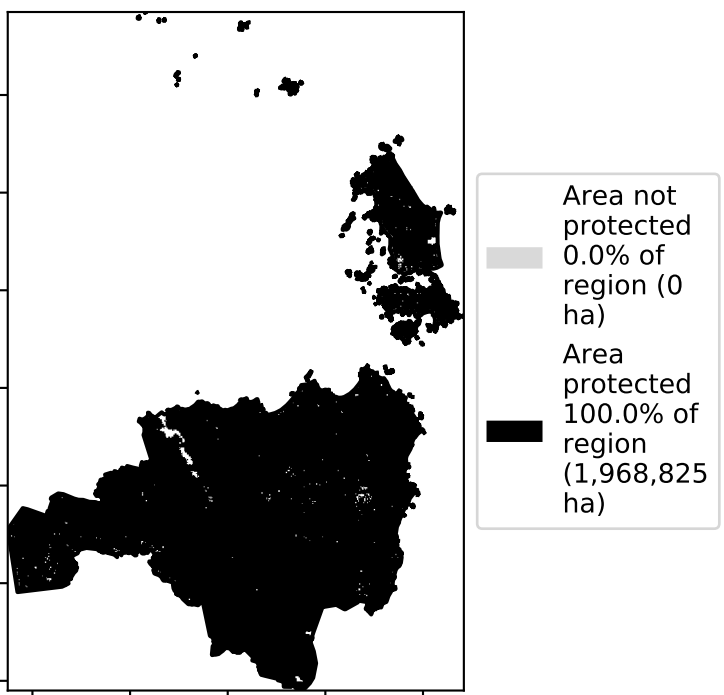 Area not
protected
0.0% of
region (0
ha)
Area
protected
100.0% of
region
(1,968,825
ha)